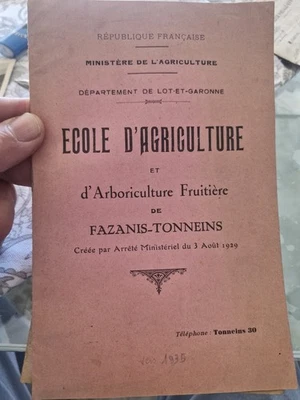 RÉPUBLIQUE FRANÇAISE
MINISTÈRE DE L'AGRICULTURE
DÉPARTEMENT DE LOT-ET-GARONNE
ECOLE D'AGRICULTURE
ET
d'Arboriculture Fruitière
DE
FAZANIS-TONNEINS
Créée par Arrêté Ministériel du 3 Août 1929
Téléphone: Tonneins 30
1935